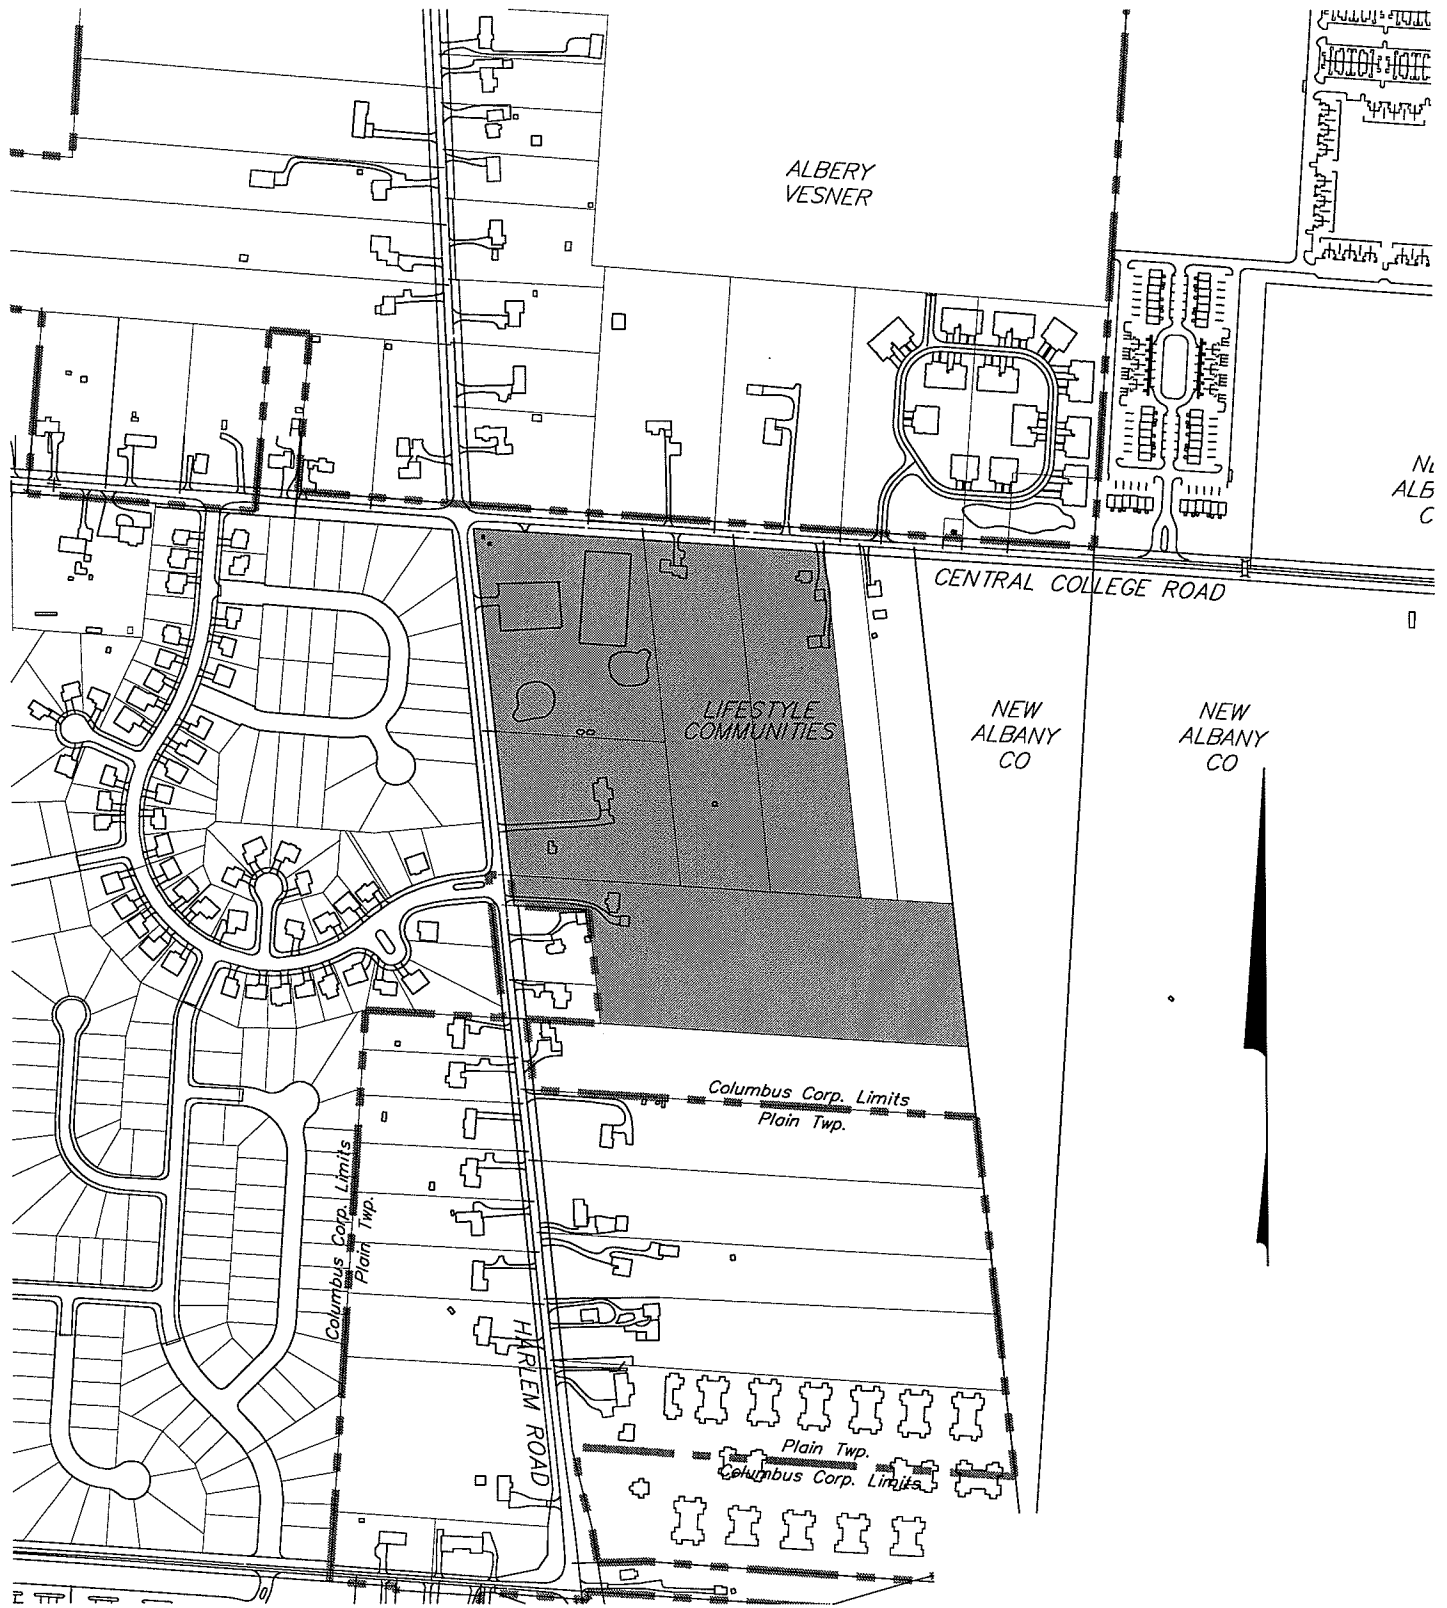 ALBERY
VESNER
ALB
C
CENTRAL COLLEGE ROAD
LIFESTYLE
COMMUNITIES
NEW
ALBANY
CO
NEW
ALBANY
CO
Columbus Corp. Limits
Plain Twp.
Columbus Corp. Limits
Plain Twp.
HARLEM ROAD
Plain Twp.
Columbus Corp. Limits